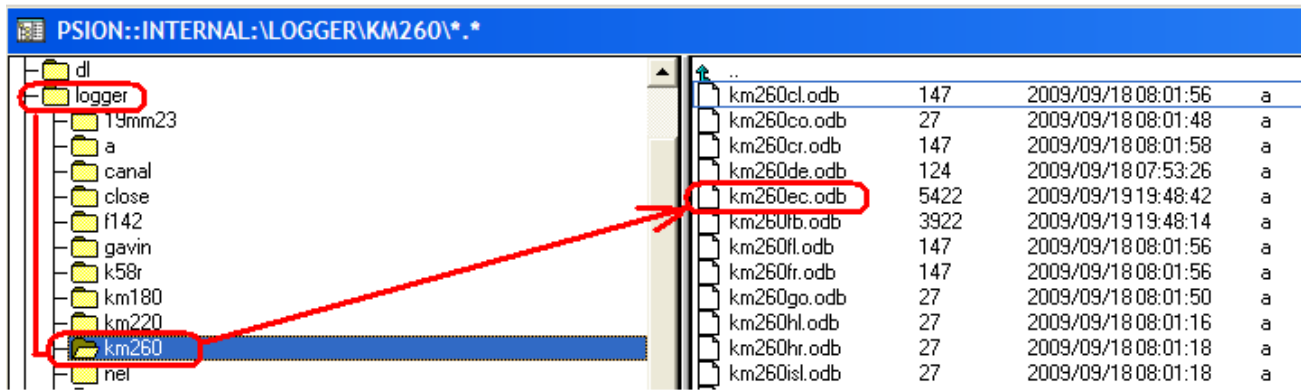 PSION::INTERNAL:\LOGGER\KM260\*.*
dl
logger
19mm23
a
canal
close
f142
gavin
k58r
km180
km220
km260
nel
..
km260cl.odb 147 2009/09/18 08:01:56 a
km260co.odb 27 2009/09/18 08:01:48 a
km260cr.odb 147 2009/09/18 08:01:58 a
km260de.odb 124 2009/09/18 07:53:26 a
km260ec.odb 5422 2009/09/19 19:48:42 a
km260fb.odb 3922 2009/09/19 19:48:14 a
km260fl.odb 147 2009/09/18 08:01:56 a
km260fr.odb 147 2009/09/18 08:01:56 a
km260go.odb 27 2009/09/18 08:01:50 a
km260hl.odb 27 2009/09/18 08:01:16 a
km260hr.odb 27 2009/09/18 08:01:18 a
km260isl.odb 27 2009/09/18 08:01:18 a